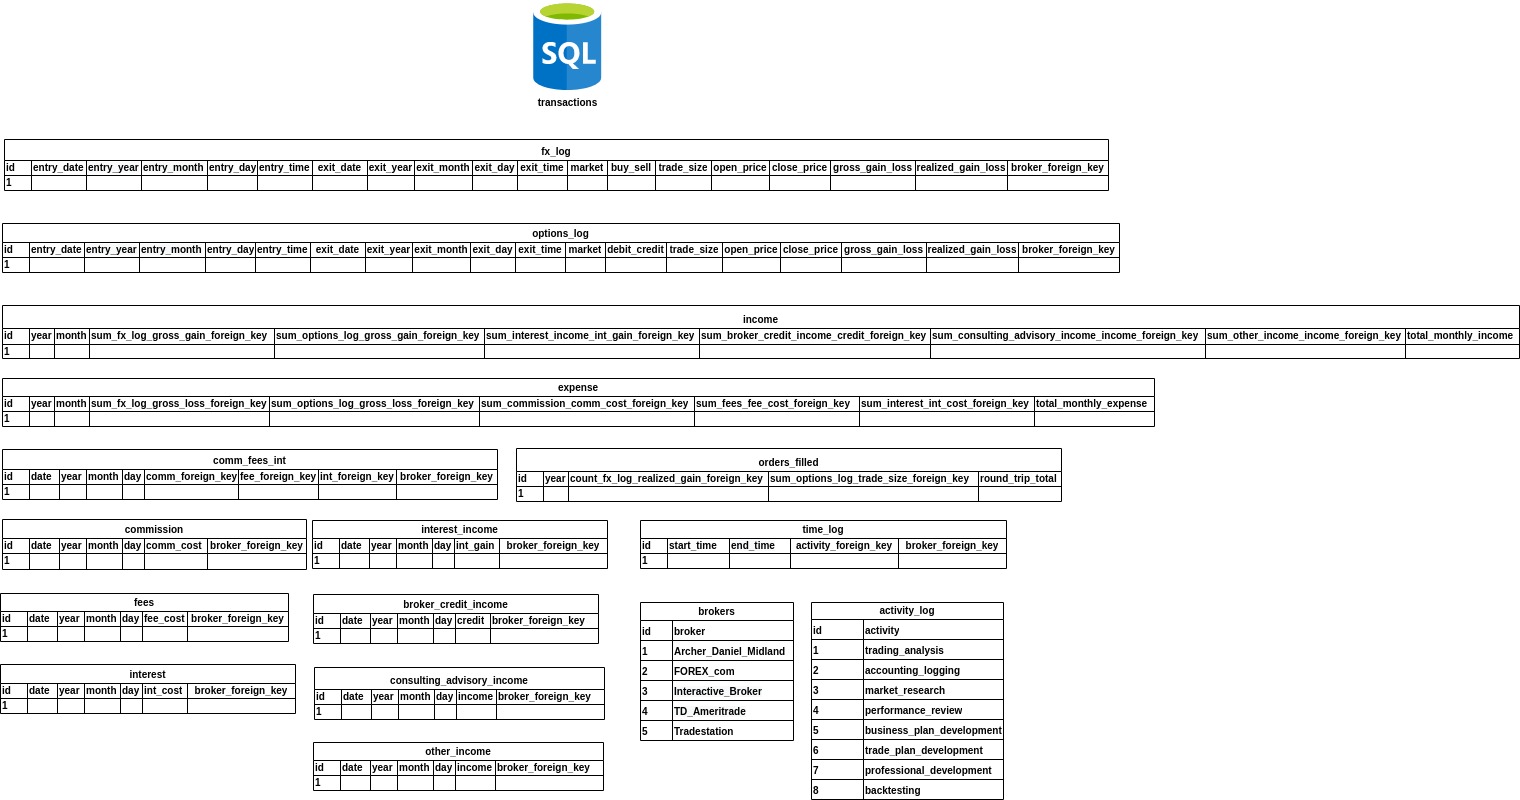 SQL
transactions
fx_log
id entry_date entry_year entry_month entry_day entry_time exit_date exit_year exit_month exit_day exit_time market buy_sell trade_size open_price close_price gross_gain_loss realized_gain_loss broker_foreign_key
1
options_log
id entry_date entry_year entry_month entry_day entry_time exit_date exit_year exit_month exit_day exit_time market debit_credit trade_size open_price close_price gross_gain_loss realized_gain_loss broker_foreign_key
1
income
id year month sum_fx_log_gross_gain_foreign_key sum_options_log_gross_gain_foreign_key sum_interest_income_int_gain_foreign_key sum_broker_credit_income_credit_foreign_key sum_consulting_advisory_income_income_foreign_key sum_other_income_income_foreign_key total_monthly_income
1
expense
id year month sum_fx_log_gross_loss_foreign_key sum_options_log_gross_loss_foreign_key sum_commission_comm_cost_foreign_key sum_fees_fee_cost_foreign_key sum_interest_int_cost_foreign_key total_monthly_expense
1
comm_fees_int
id date year month day comm_foreign_key fee_foreign_key int_foreign_key broker_foreign_key
1
orders_filled
id year count_fx_log_realized_gain_foreign_key sum_options_log_trade_size_foreign_key round_trip_total
1
commission
id date year month day comm_cost broker_foreign_key
1
interest_income
id date year month day int_gain broker_foreign_key
1
time_log
id start_time end_time activity_foreign_key broker_foreign_key
1
fees
id date year month day fee_cost broker_foreign_key
1
broker_credit_income
id date year month day credit broker_foreign_key
1
interest
id date year month day int_cost broker_foreign_key
1
consulting_advisory_income
id date year month day income broker_foreign_key
1
other_income
id date year month day income broker_foreign_key
1
brokers
id broker
1 Archer_Daniel_Midland
2 FOREX_com
3 Interactive_Broker
4 TD_Ameritrade
5 Tradestation
activity_log
id activity
1 trading_analysis
2 accounting_logging
3 market_research
4 performance_review
5 business_plan_development
6 trade_plan_development
7 professional_development
8 backtesting